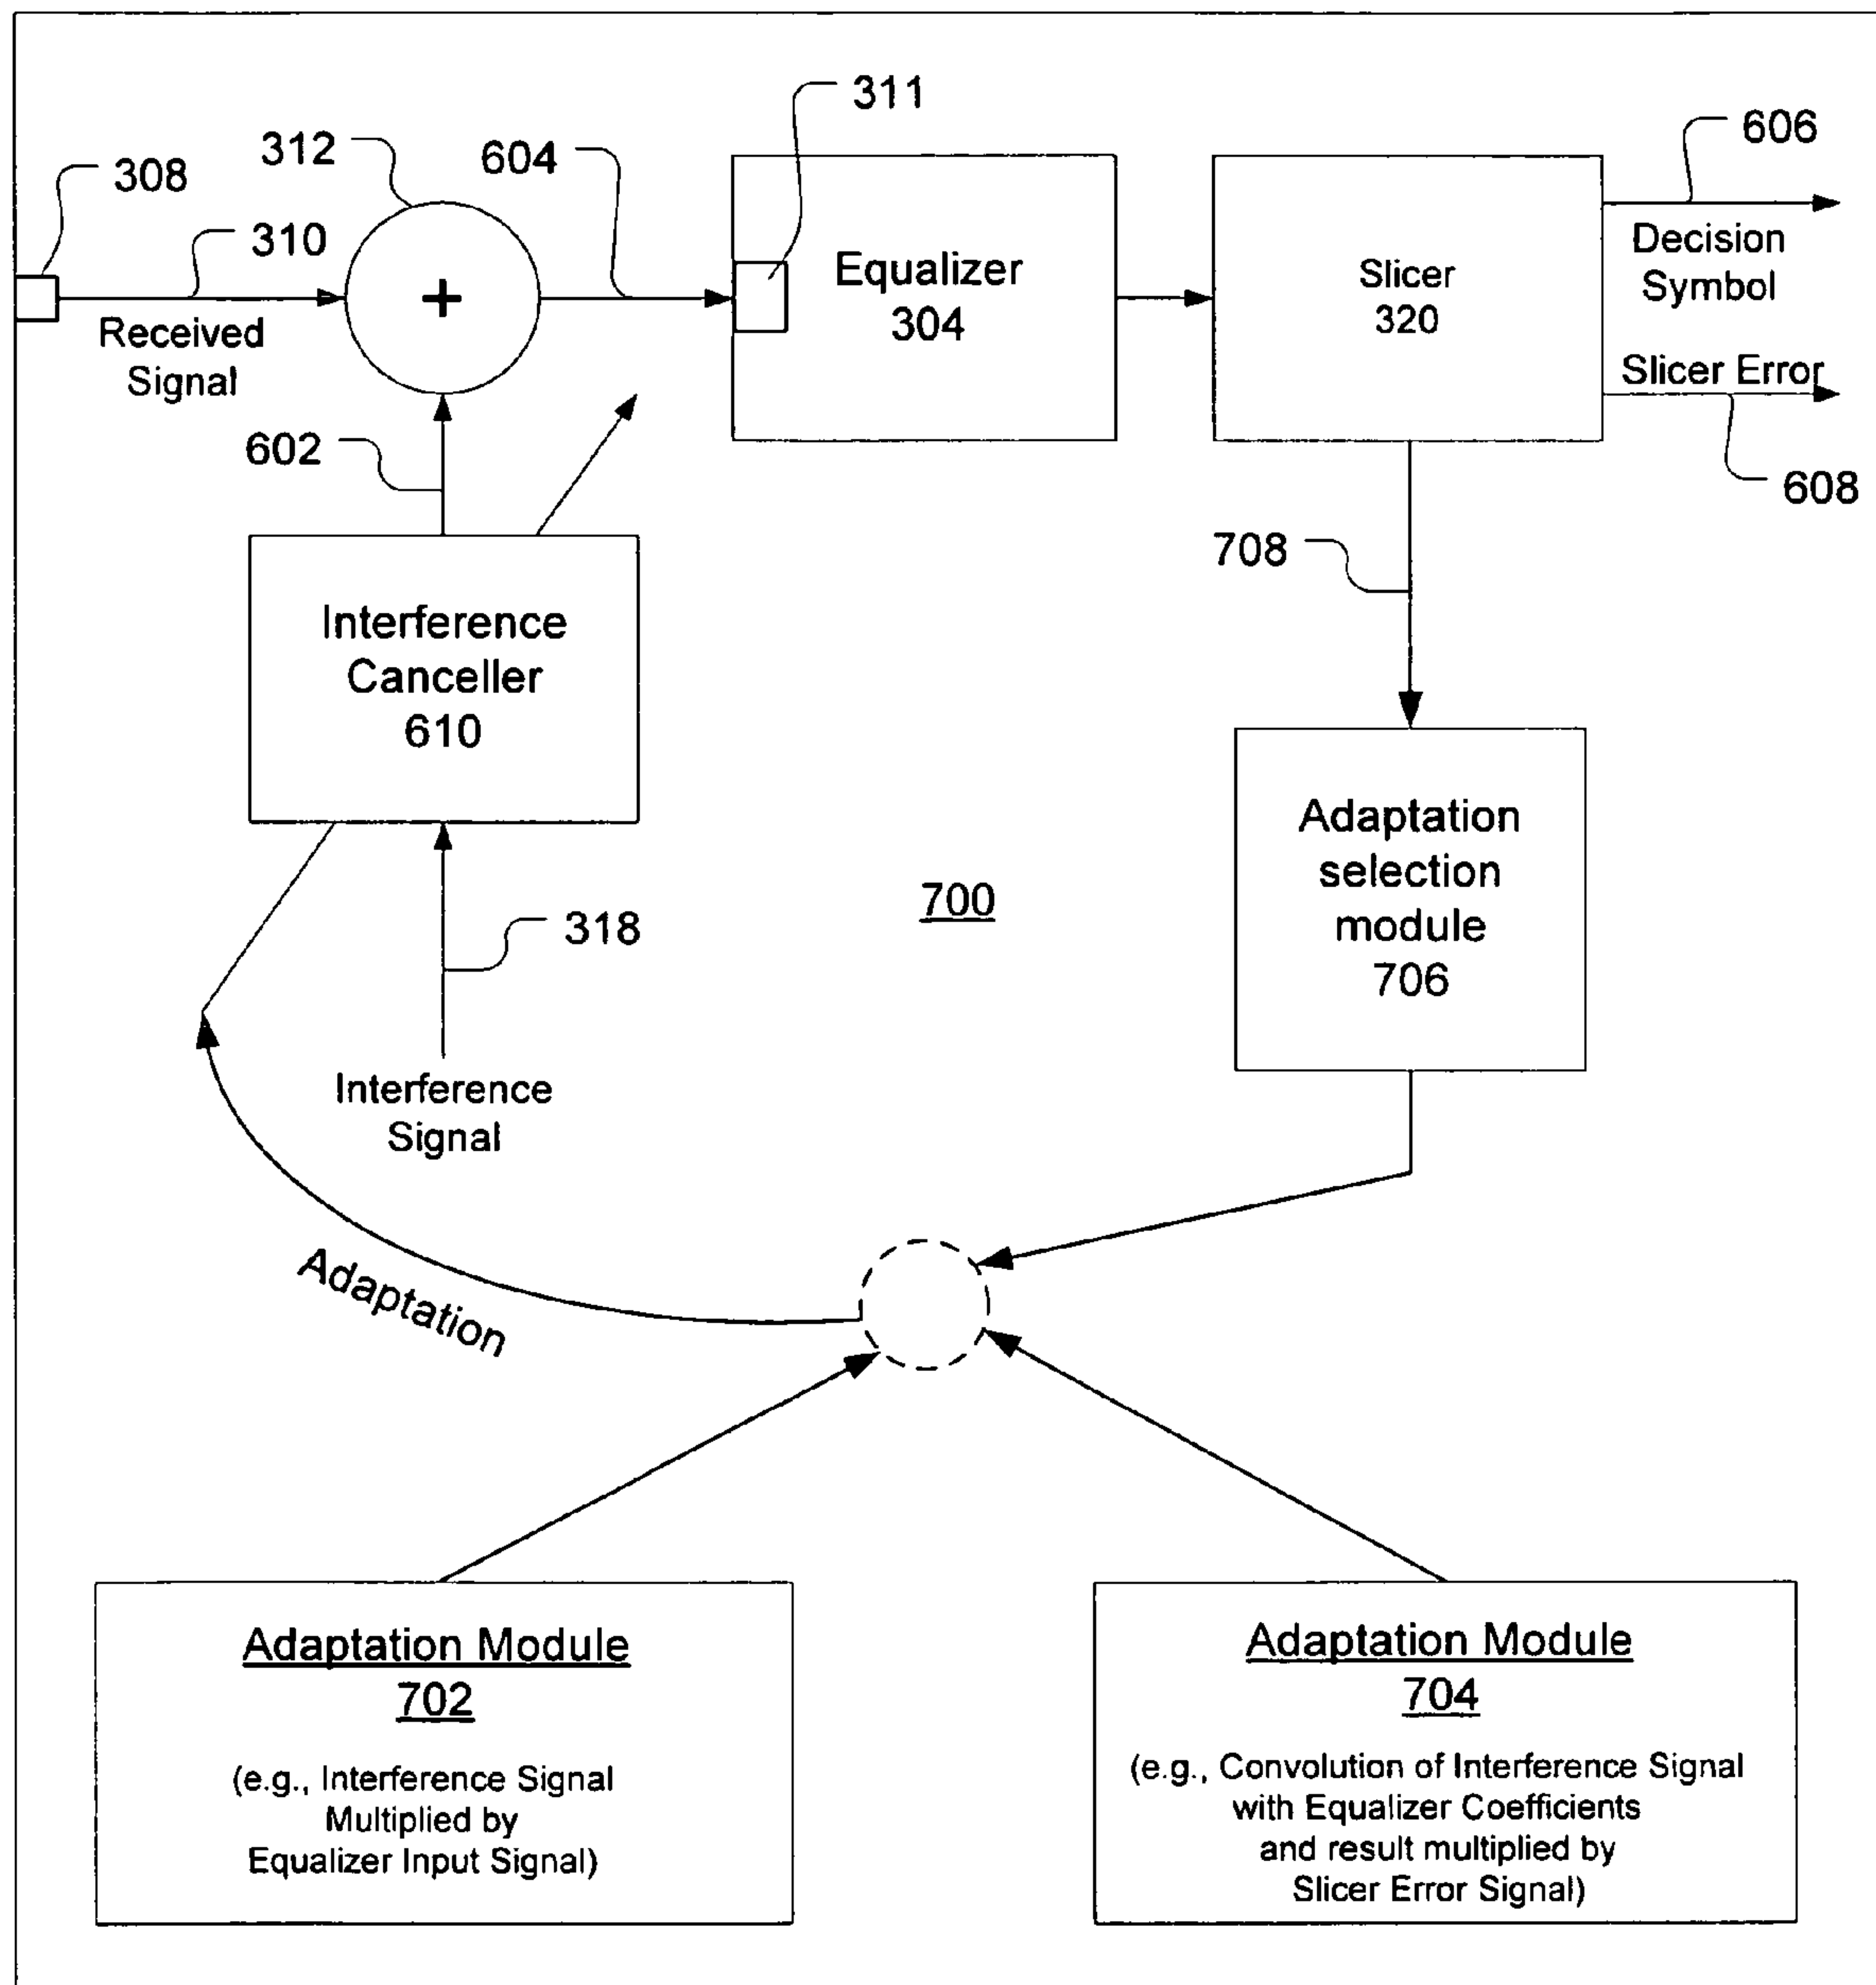 311
606
312
604
308
310
+
Equalizer
304
Slicer
320
Decision
Symbol
Received
Signal
Slicer Error
602
608
708
Interference
Canceller
610
Adaptation
selection
module
706
700
318
Interference
Signal
Adaptation
Adaptation Module
702
(e.g., Interference Signal
Multiplied by
Equalizer Input Signal)
Adaptation Module
704
(e.g., Convolution of Interference Signal
with Equalizer Coefficients
and result multiplied by
Slicer Error Signal)